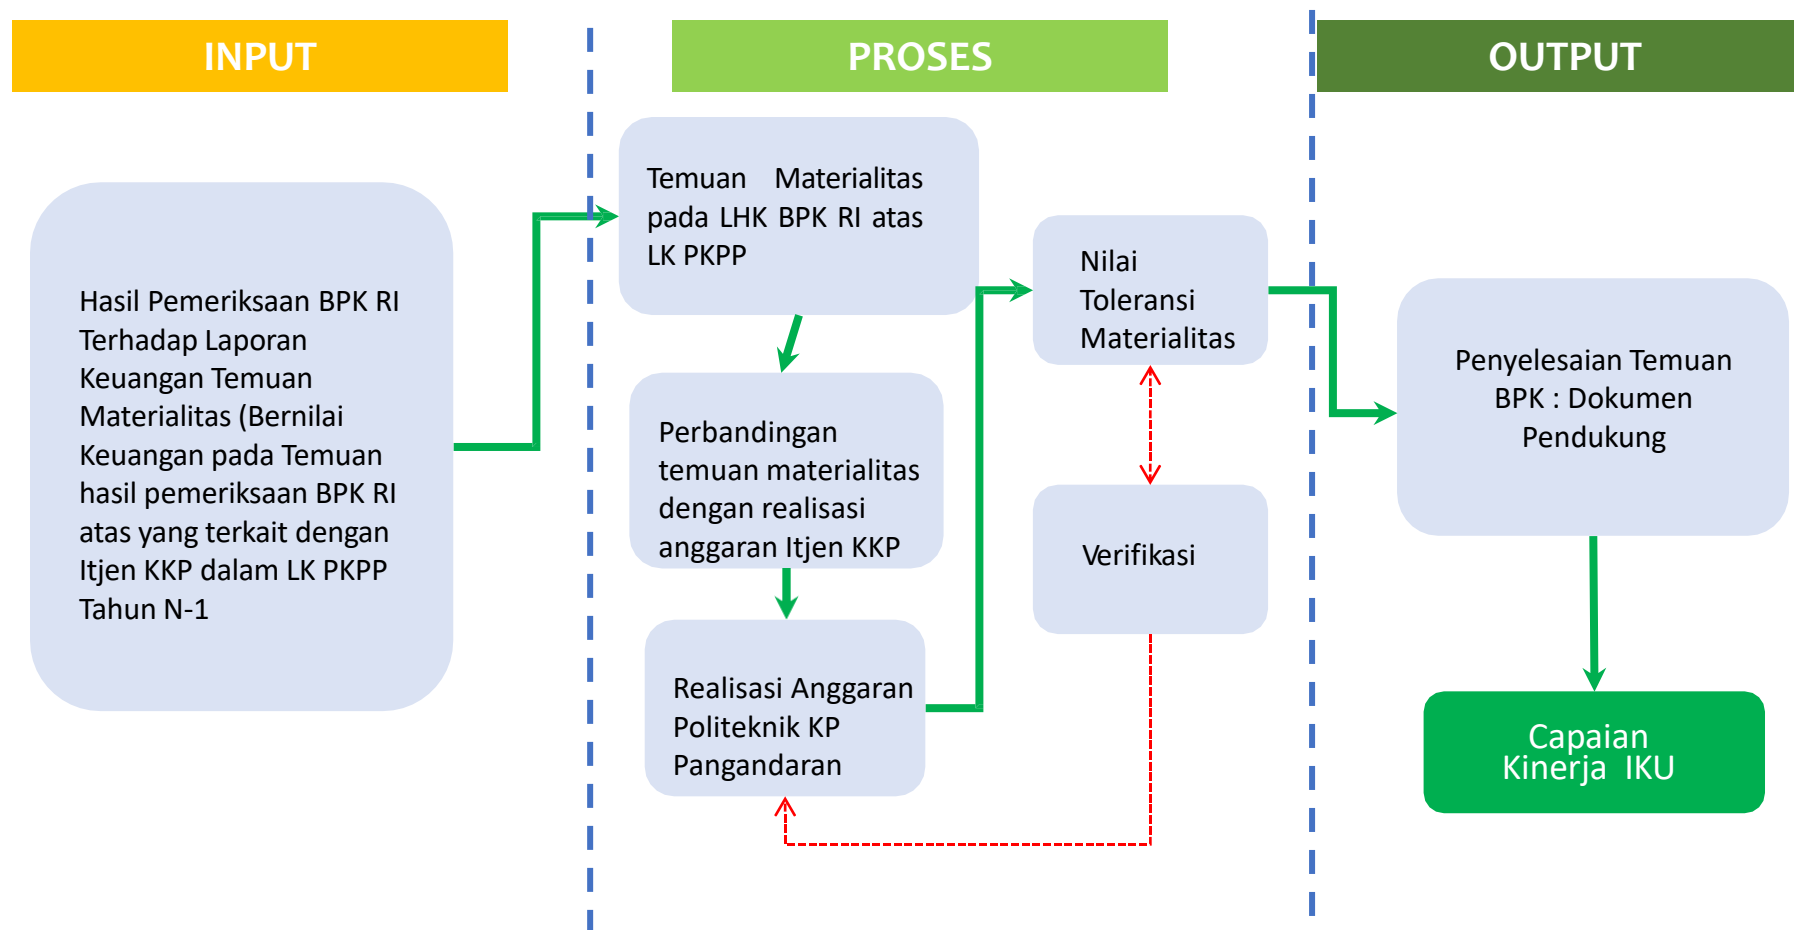 INPUT
PROSES
OUTPUT
Hasil Pemeriksaan BPK RI
Terhadap Laporan
Keuangan Temuan
Materialitas (Bernilai
Keuangan pada Temuan
hasil pemeriksaan BPK RI
atas yang terkait dengan
Itjen KKP dalam LK PKPP
Tahun N-1
Temuan Materialitas
pada LHK BPK RI atas
LK PKPP
Perbandingan
temuan materialitas
dengan realisasi
anggaran Itjen KKP
Realisasi Anggaran
Politeknik KP
Pangandaran
Nilai
Toleransi
Materialitas
Verifikasi
Penyelesaian Temuan
BPK : Dokumen
Pendukung
Capaian
Kinerja IKU